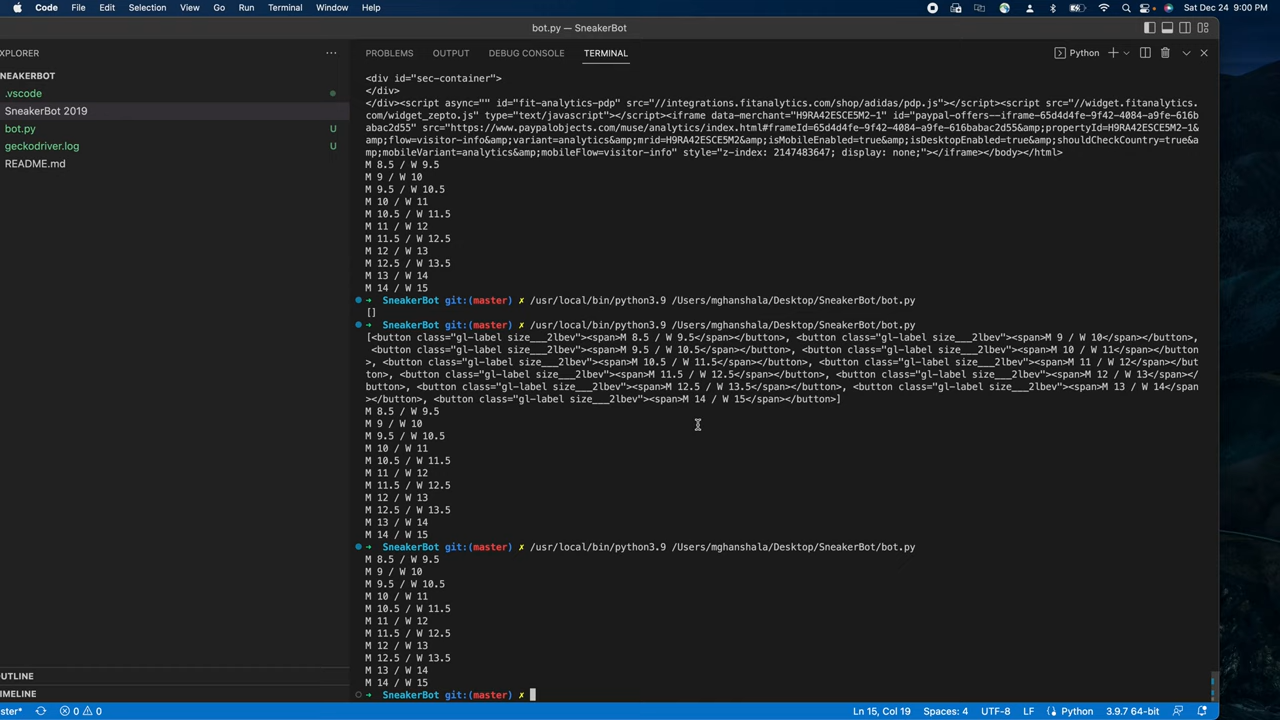 Code File Edit Selection View Go Run Terminal Window Help Sat Dec 24 9:00 PM
bot.py — SneakerBot
XPLORER ···
PROBLEMS OUTPUT DEBUG CONSOLE TERMINAL Python
NEAKERBOT
.vscode
SneakerBot 2019
bot.py U
geckodriver.log U
README.md
<div id="sec-container">
</div>
</div><script async="" id="fit-analytics-pdp" src="//integrations.fitanalytics.com/shop/adidas/pdp.js"></script><script src="//widget.fitanalytics.
com/widget_zepto.js" type="text/javascript"></script><iframe data-merchant="H9RA42ESCE5M2-1" id="paypal-offers--iframe-65d4d4fe-9f42-4084-a9fe-616b
abac2d55" src="https://www.paypalobjects.com/muse/analytics/index.html#frameId=65d4d4fe-9f42-4084-a9fe-616babac2d55&amp;propertyId=H9RA42ESCE5M2-1&
amp;flow=visitor-info&amp;variant=analytics&amp;mrid=H9RA42ESCE5M2&amp;isMobileEnabled=true&amp;isDesktopEnabled=true&amp;shouldCheckCountry=true&a
mp;mobileVariant=analytics&amp;mobileFlow=visitor-info" style="z-index: 2147483647; display: none;"></iframe></body></html>
M 8.5 / W 9.5
M 9 / W 10
M 9.5 / W 10.5
M 10 / W 11
M 10.5 / W 11.5
M 11 / W 12
M 11.5 / W 12.5
M 12 / W 13
M 12.5 / W 13.5
M 13 / W 14
M 14 / W 15
➜ SneakerBot git:(master) ✗ /usr/local/bin/python3.9 /Users/mghanshala/Desktop/SneakerBot/bot.py
[]
➜ SneakerBot git:(master) ✗ /usr/local/bin/python3.9 /Users/mghanshala/Desktop/SneakerBot/bot.py
[<button class="gl-label size___2lbev"><span>M 8.5 / W 9.5</span></button>, <button class="gl-label size___2lbev"><span>M 9 / W 10</span></button>,
<button class="gl-label size___2lbev"><span>M 9.5 / W 10.5</span></button>, <button class="gl-label size___2lbev"><span>M 10 / W 11</span></button
>, <button class="gl-label size___2lbev"><span>M 10.5 / W 11.5</span></button>, <button class="gl-label size___2lbev"><span>M 11 / W 12</span></but
ton>, <button class="gl-label size___2lbev"><span>M 11.5 / W 12.5</span></button>, <button class="gl-label size___2lbev"><span>M 12 / W 13</span></
button>, <button class="gl-label size___2lbev"><span>M 12.5 / W 13.5</span></button>, <button class="gl-label size___2lbev"><span>M 13 / W 14</span
></button>, <button class="gl-label size___2lbev"><span>M 14 / W 15</span></button>]
M 8.5 / W 9.5
M 9 / W 10
M 9.5 / W 10.5
M 10 / W 11
M 10.5 / W 11.5
M 11 / W 12
M 11.5 / W 12.5
M 12 / W 13
M 12.5 / W 13.5
M 13 / W 14
M 14 / W 15
➜ SneakerBot git:(master) ✗ /usr/local/bin/python3.9 /Users/mghanshala/Desktop/SneakerBot/bot.py
M 8.5 / W 9.5
M 9 / W 10
M 9.5 / W 10.5
M 10 / W 11
M 10.5 / W 11.5
M 11 / W 12
M 11.5 / W 12.5
M 12 / W 13
M 12.5 / W 13.5
M 13 / W 14
M 14 / W 15
➜ SneakerBot git:(master) ✗
OUTLINE
TIMELINE
ster* 0 0 Ln 15, Col 19 Spaces: 4 UTF-8 LF Python 3.9.7 64-bit